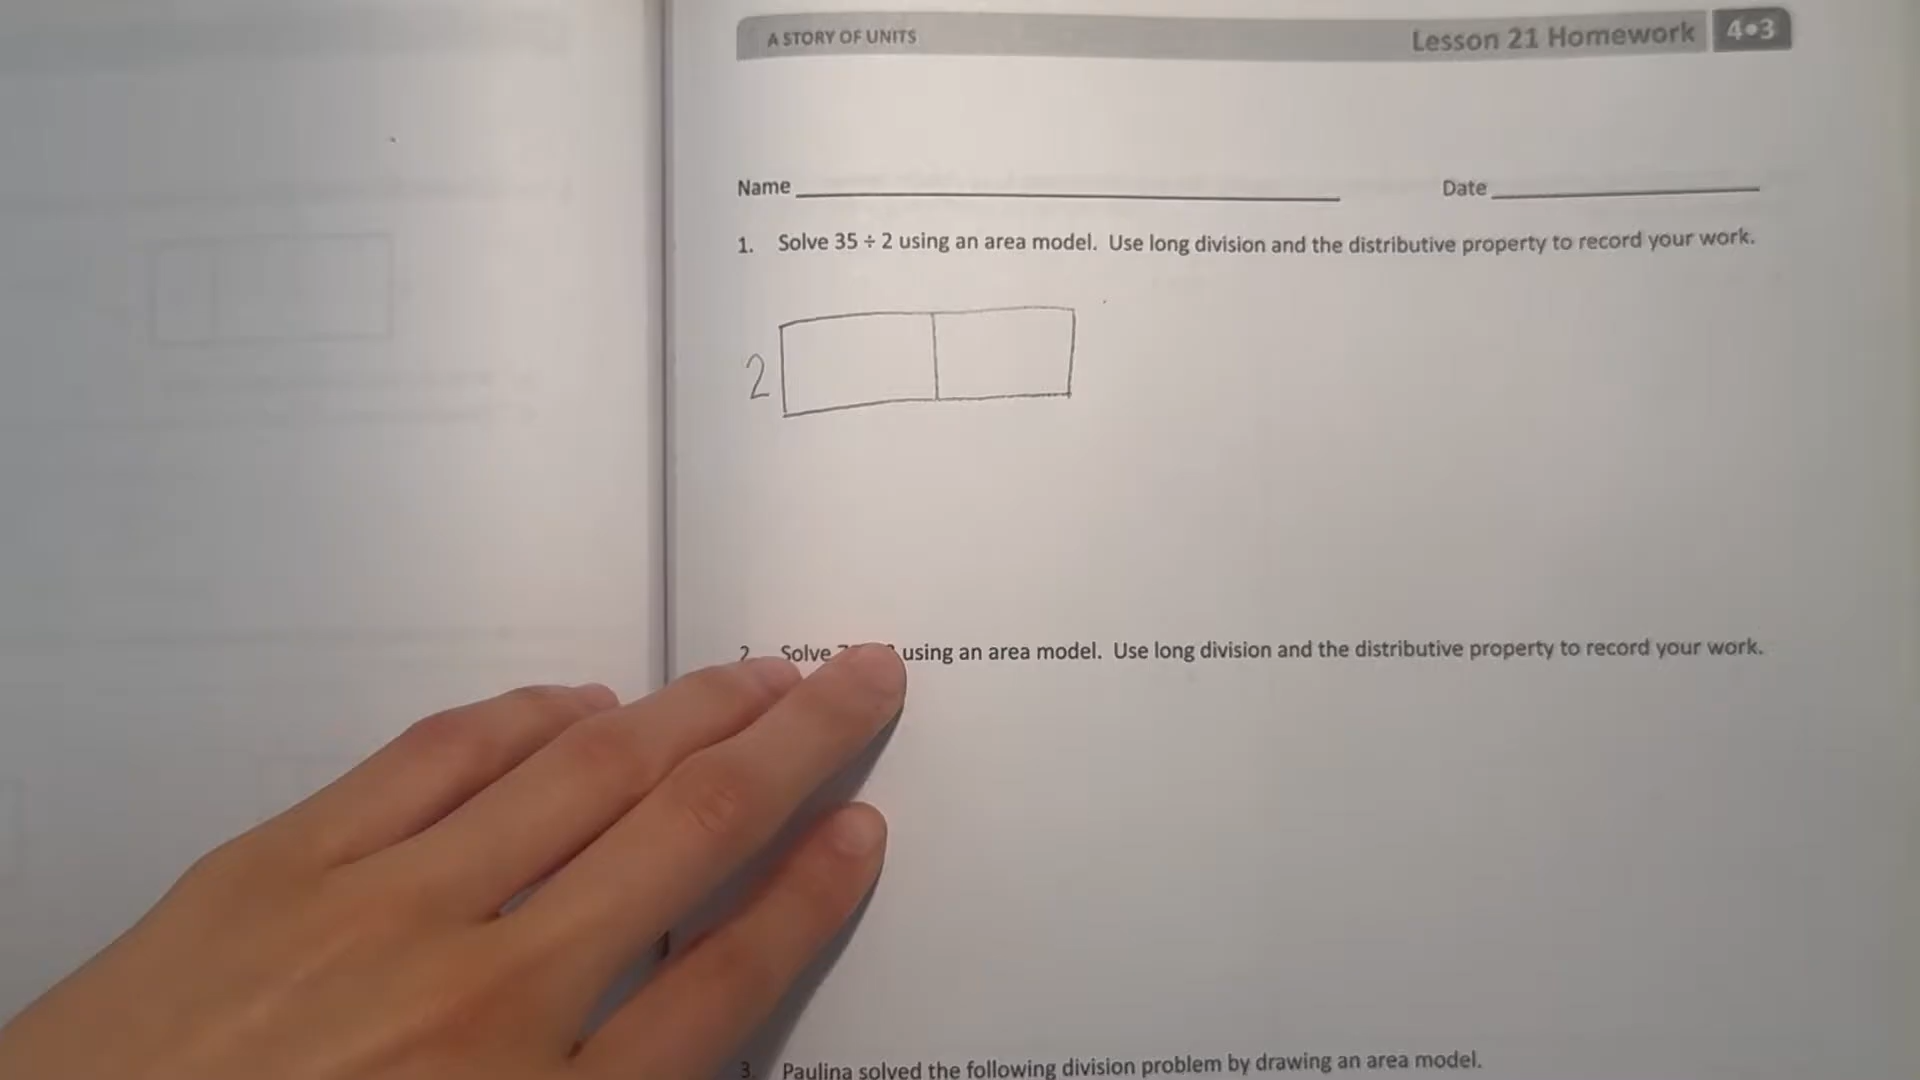 A STORY OF UNITS
Lesson 21 Homework 4•3
Name
Date
1. Solve 35 ÷ 2 using an area model. Use long division and the distributive property to record your work.
2
2. Solve using an area model. Use long division and the distributive property to record your work.
3. Paulina solved the following division problem by drawing an area model.